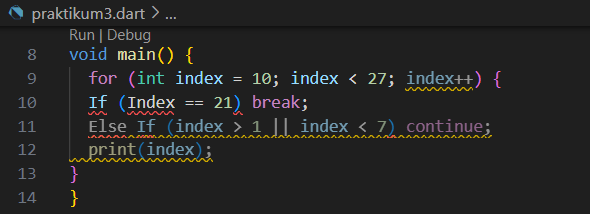 praktikum3.dart > ...
Run | Debug
8 void main() {
9 for (int index = 10; index < 27; index++) {
10 If (Index == 21) break;
11 Else If (index > 1 || index < 7) continue;
12 print(index);
13 }
14 }